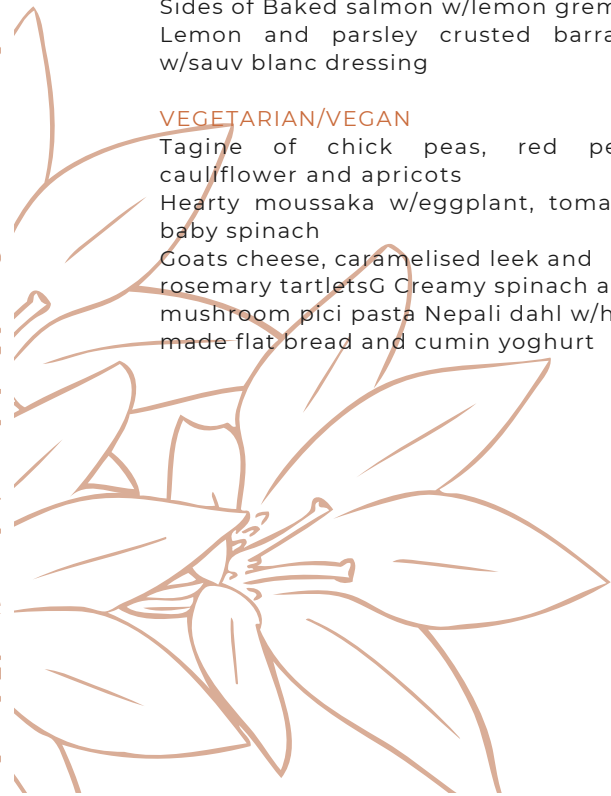 Sides of Baked salmon w/lemon grem
Lemon and parsley crusted barra
w/sauv blanc dressing
VEGETARIAN/VEGAN
Tagine of chick peas, red pe
cauliflower and apricots
Hearty moussaka w/eggplant, toma
baby spinach
Goats cheese, caramelised leek and
rosemary tartletsG Creamy spinach a
mushroom pici pasta Nepali dahl w/h
made flat bread and cumin yoghurt